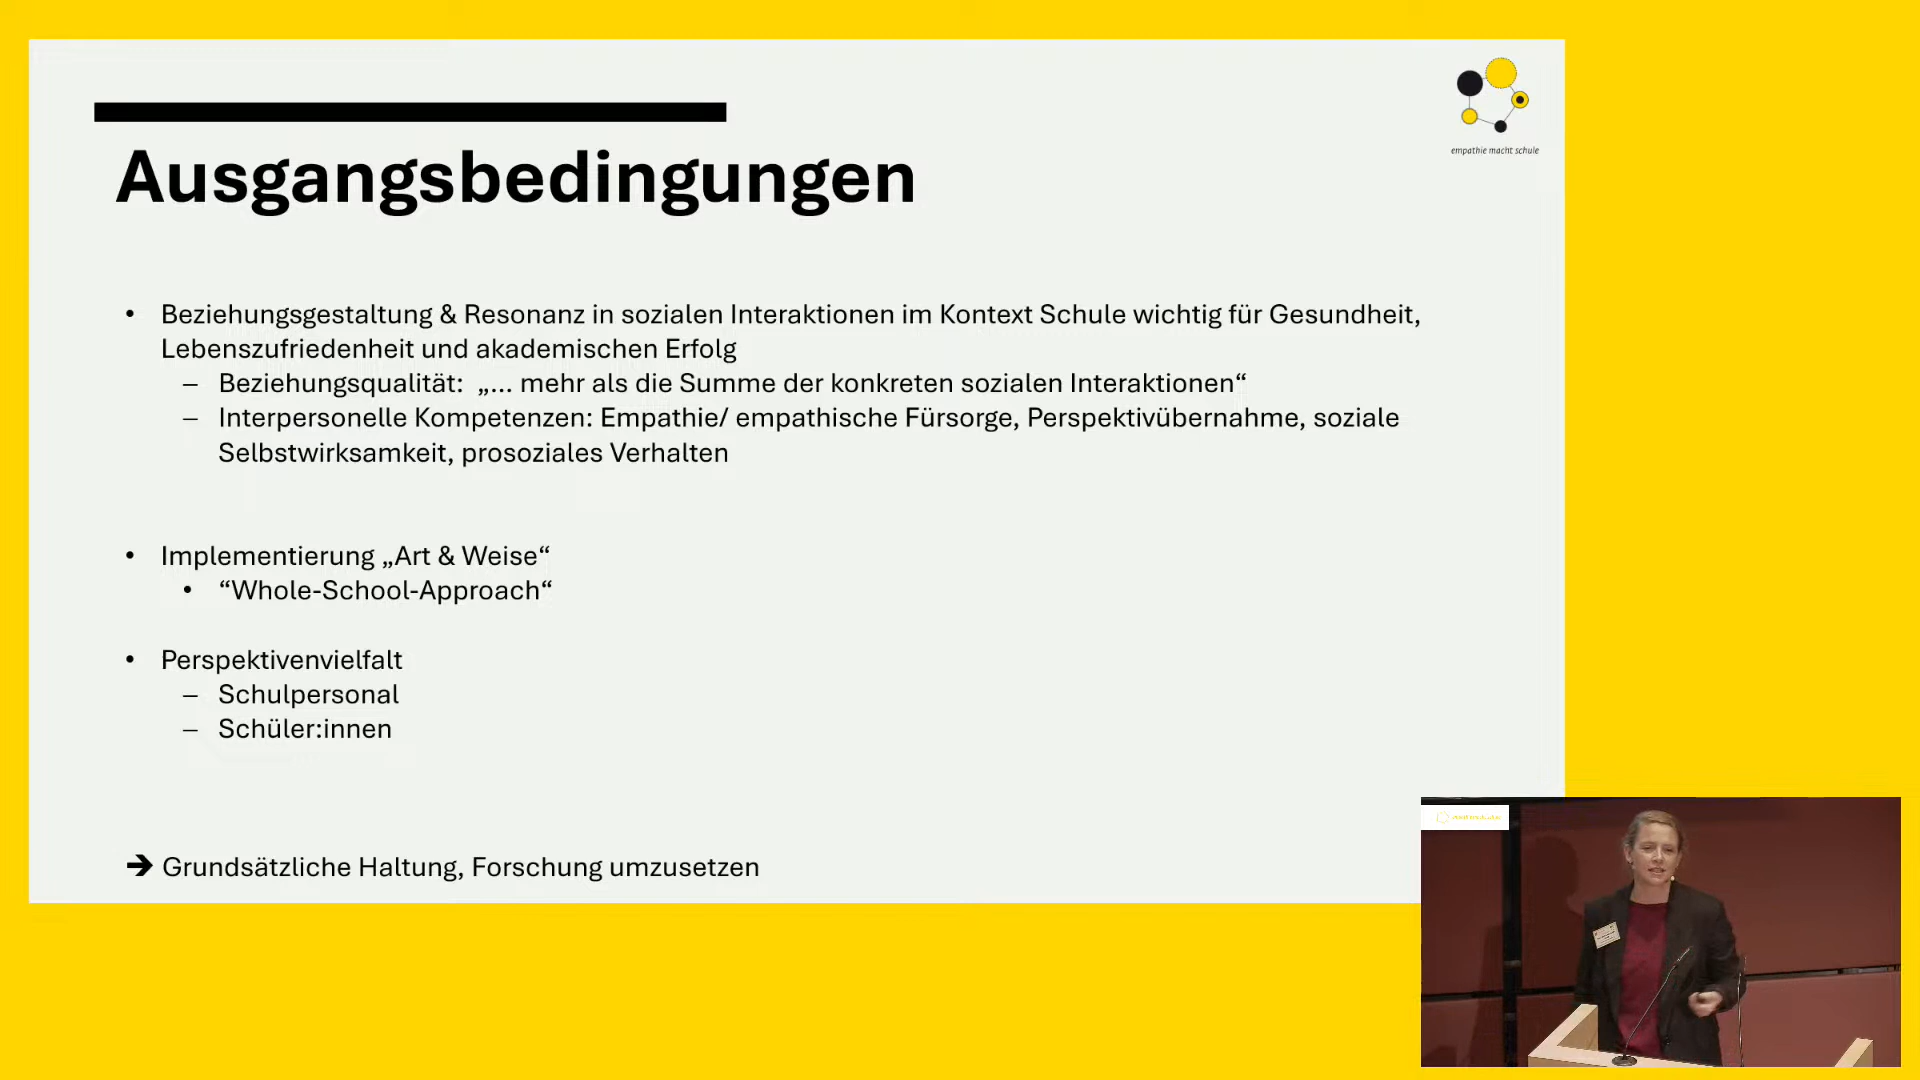 empathie macht schule
Ausgangsbedingungen
• Beziehungsgestaltung & Resonanz in sozialen Interaktionen im Kontext Schule wichtig für Gesundheit,
Lebenszufriedenheit und akademischen Erfolg
– Beziehungsqualität: „... mehr als die Summe der konkreten sozialen Interaktionen“
– Interpersonelle Kompetenzen: Empathie/ empathische Fürsorge, Perspektivübernahme, soziale
Selbstwirksamkeit, prosoziales Verhalten
• Implementierung „Art & Weise“
• “Whole-School-Approach“
• Perspektivenvielfalt
– Schulpersonal
– Schüler:innen
➔ Grundsätzliche Haltung, Forschung umzusetzen